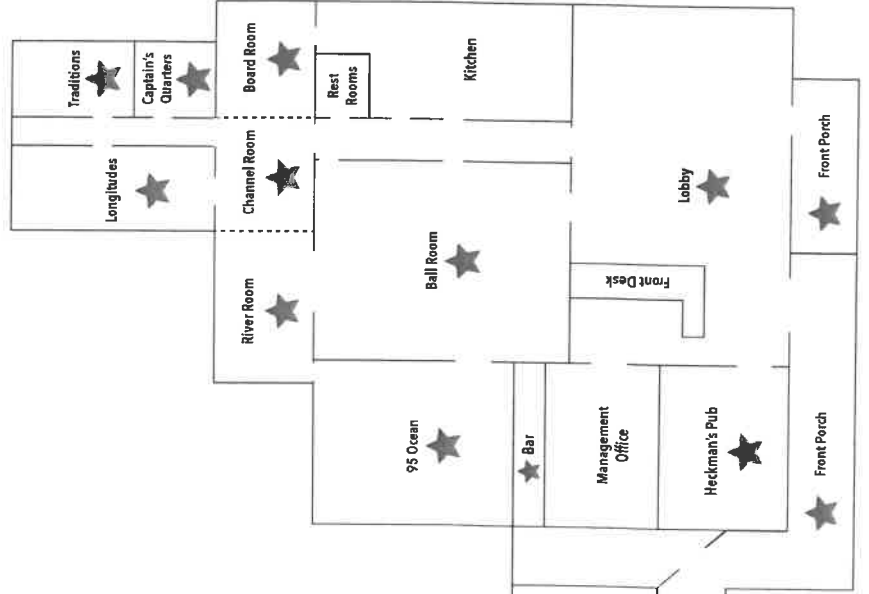 Traditions
Captain's
Quarters
Board Room
Rest
Rooms
Kitchen
Longitudes
Channel Room
River Room
Ball Room
Lobby
Front Porch
Front Desk
95 Ocean
Bar
Management
Office
Heckman's Pub
Front Porch